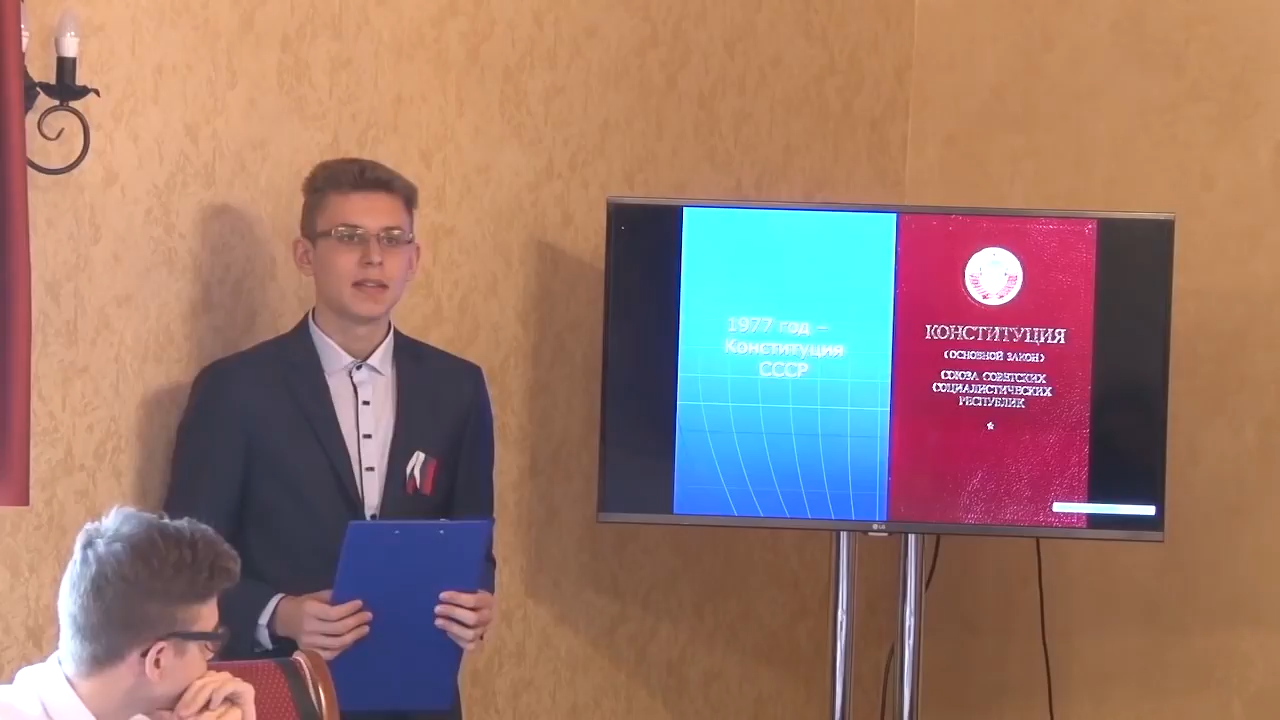 1977 год –
Конституция
СССР
КОНСТИТУЦИЯ
(ОСНОВНОЙ ЗАКОН)
СОЮЗА СОВЕТСКИХ
СОЦИАЛИСТИЧЕСКИХ
РЕСПУБЛИК
LG